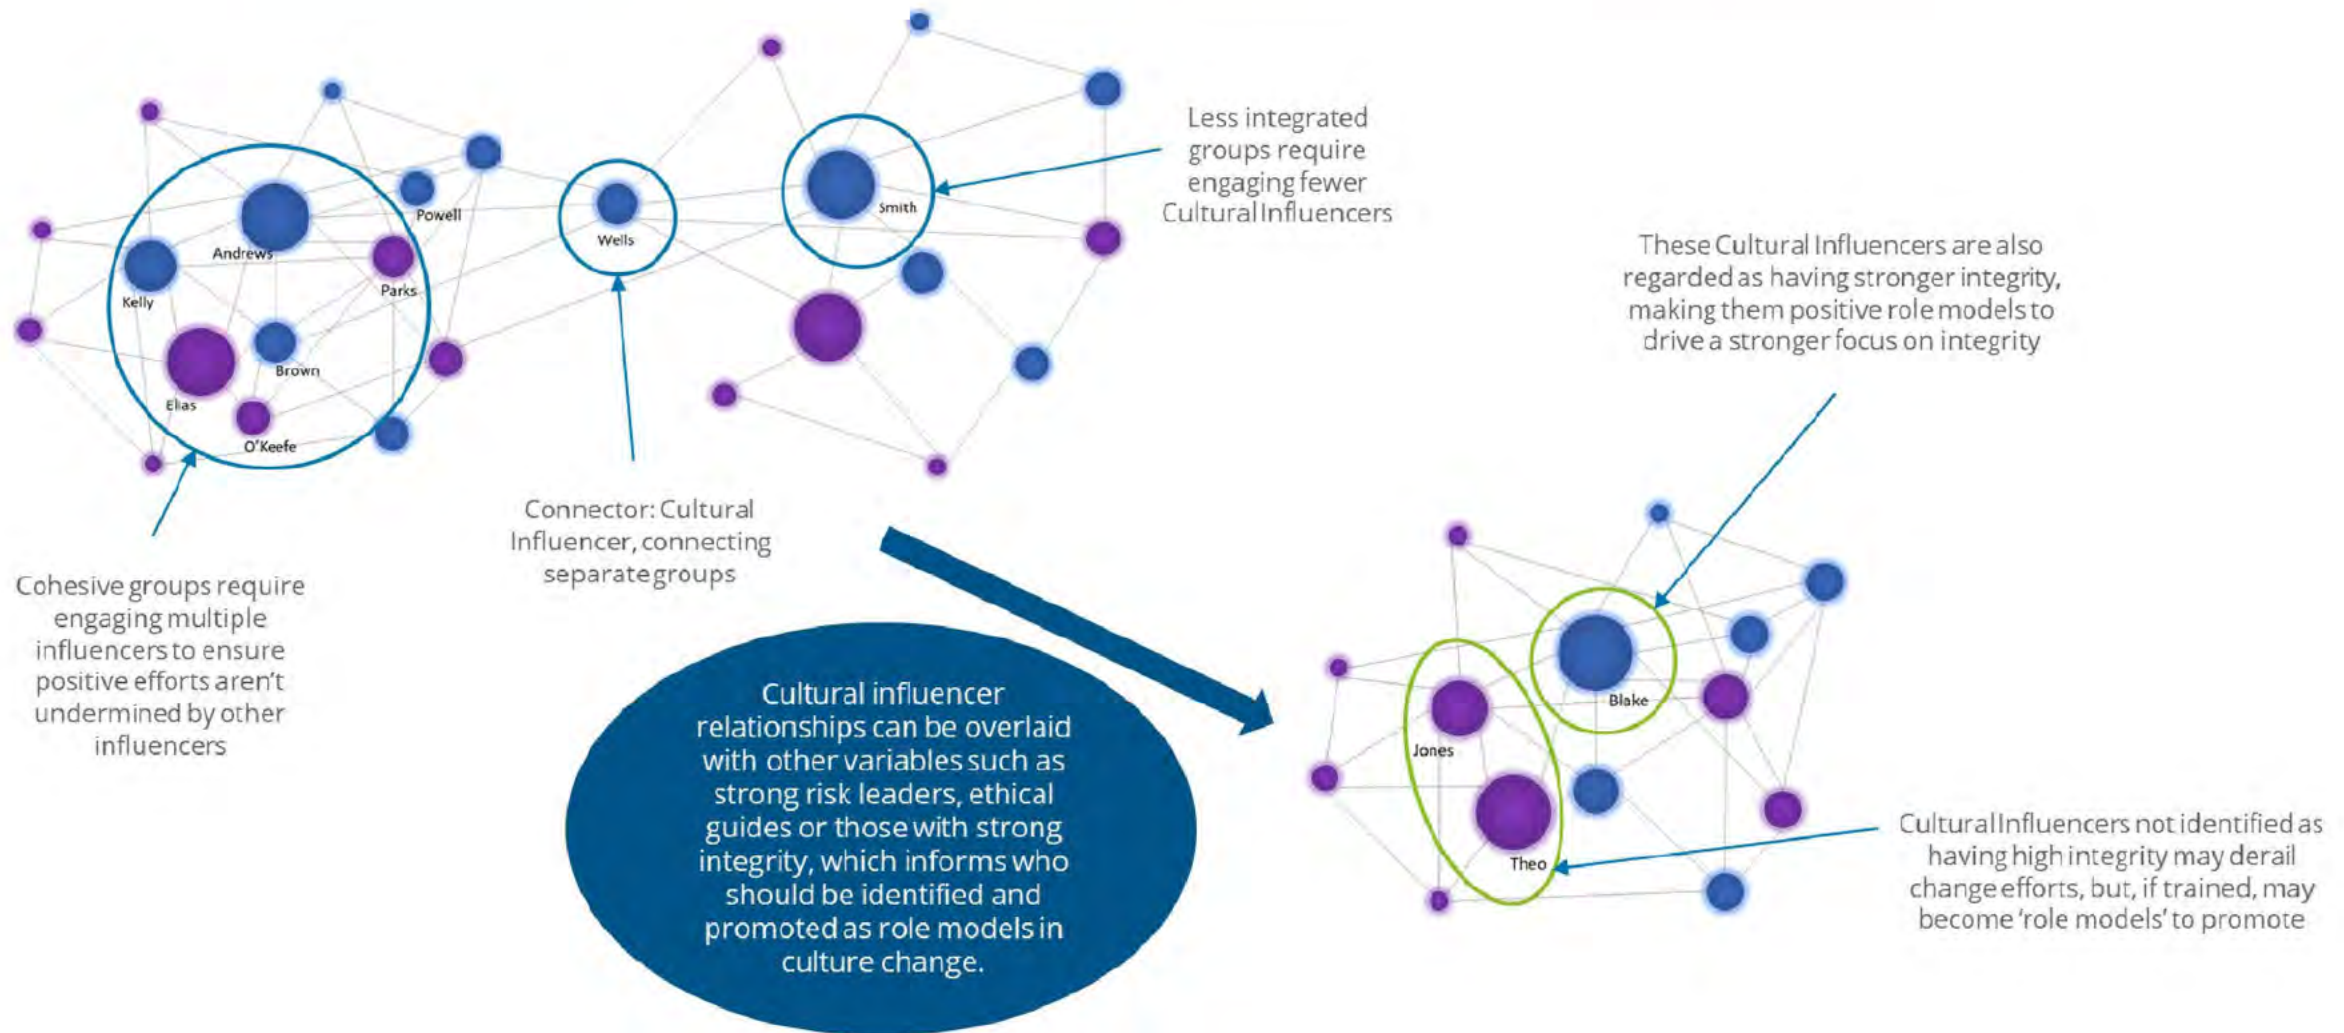 Powell
Andrews
Kelly
Parks
Brown
Elias
O'Keefe
Wells
Smith
Less integrated
groups require
engaging fewer
Cultural Influencers
These Cultural Influencers are also
regarded as having stronger integrity,
making them positive role models to
drive a stronger focus on integrity
Connector: Cultural
Influencer, connecting
separate groups
Cohesive groups require
engaging multiple
influencers to ensure
positive efforts aren't
undermined by other
influencers
Cultural influencer
relationships can be overlaid
with other variables such as
strong risk leaders, ethical
guides or those with strong
integrity, which informs who
should be identified and
promoted as role models in
culture change.
Blake
Jones
Theo
Cultural Influencers not identified as
having high integrity may derail
change efforts, but, if trained, may
become 'role models' to promote